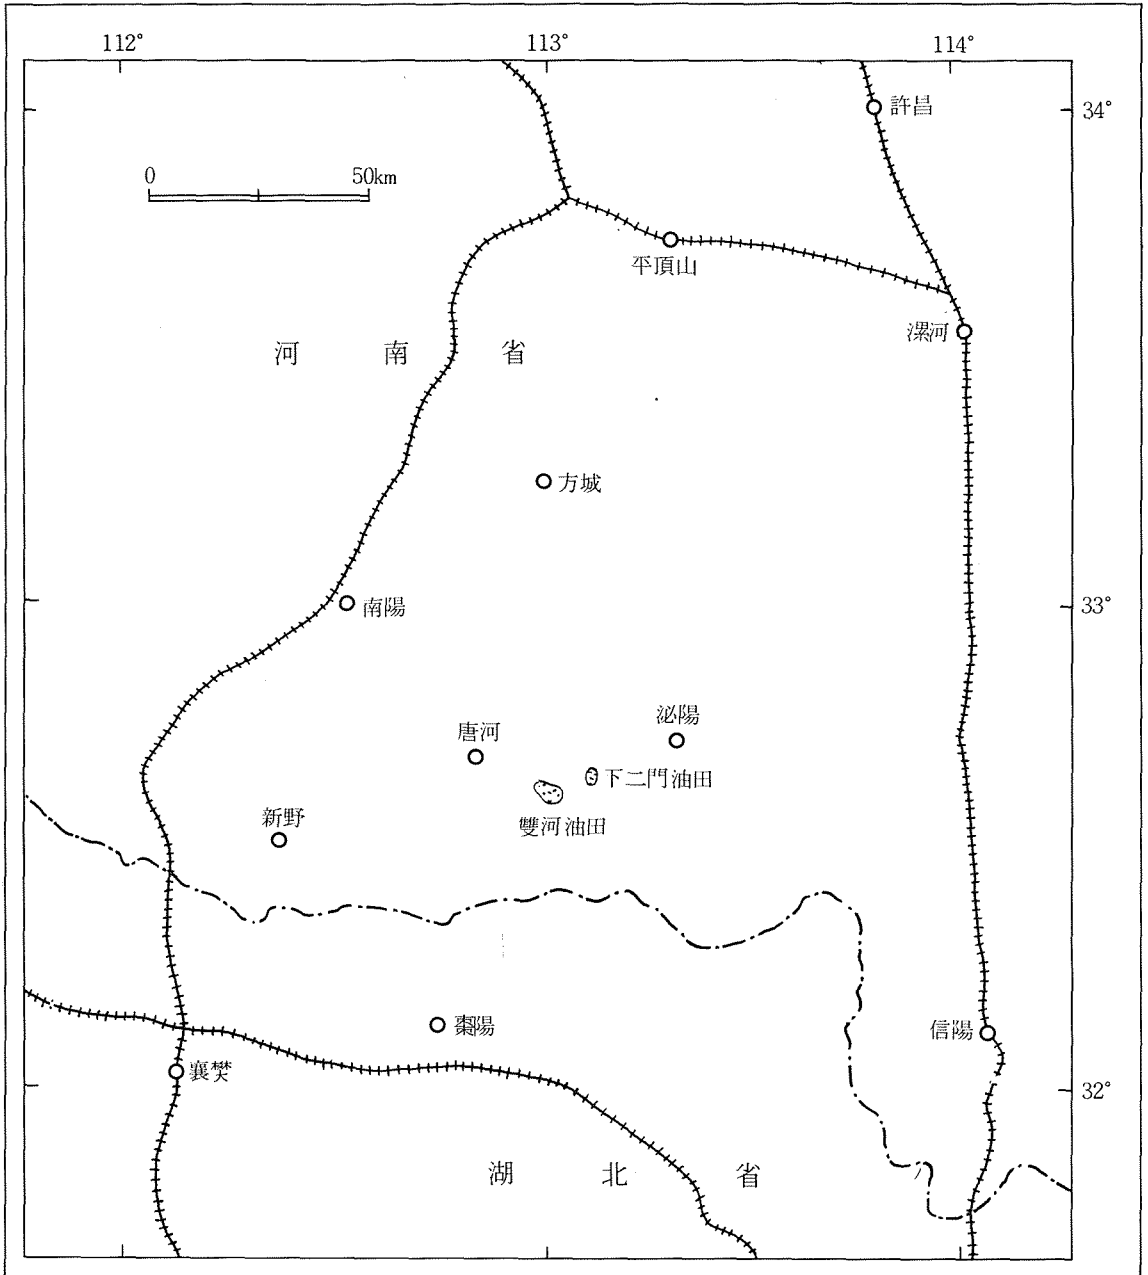 112°
113°
114°
許昌
34°
0 50km
平頂山
漯河
河南省
方城
南陽
33°
泌陽
唐河
下二門油田
新野
雙河油田
棗陽
信陽
襄樊
32°
湖北省